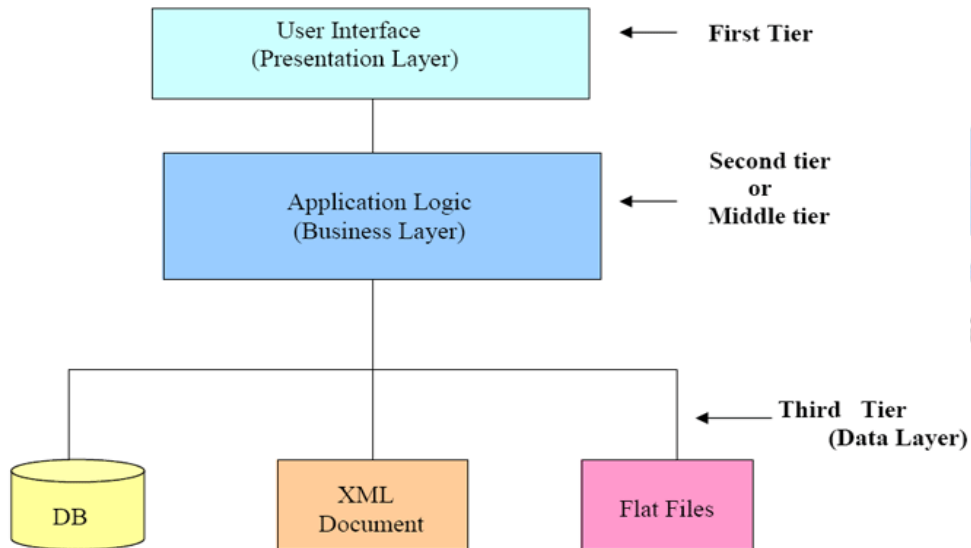 User Interface
(Presentation Layer)
First Tier
Application Logic
(Business Layer)
Second tier
or
Middle tier
Third Tier
(Data Layer)
DB
XML
Document
Flat Files